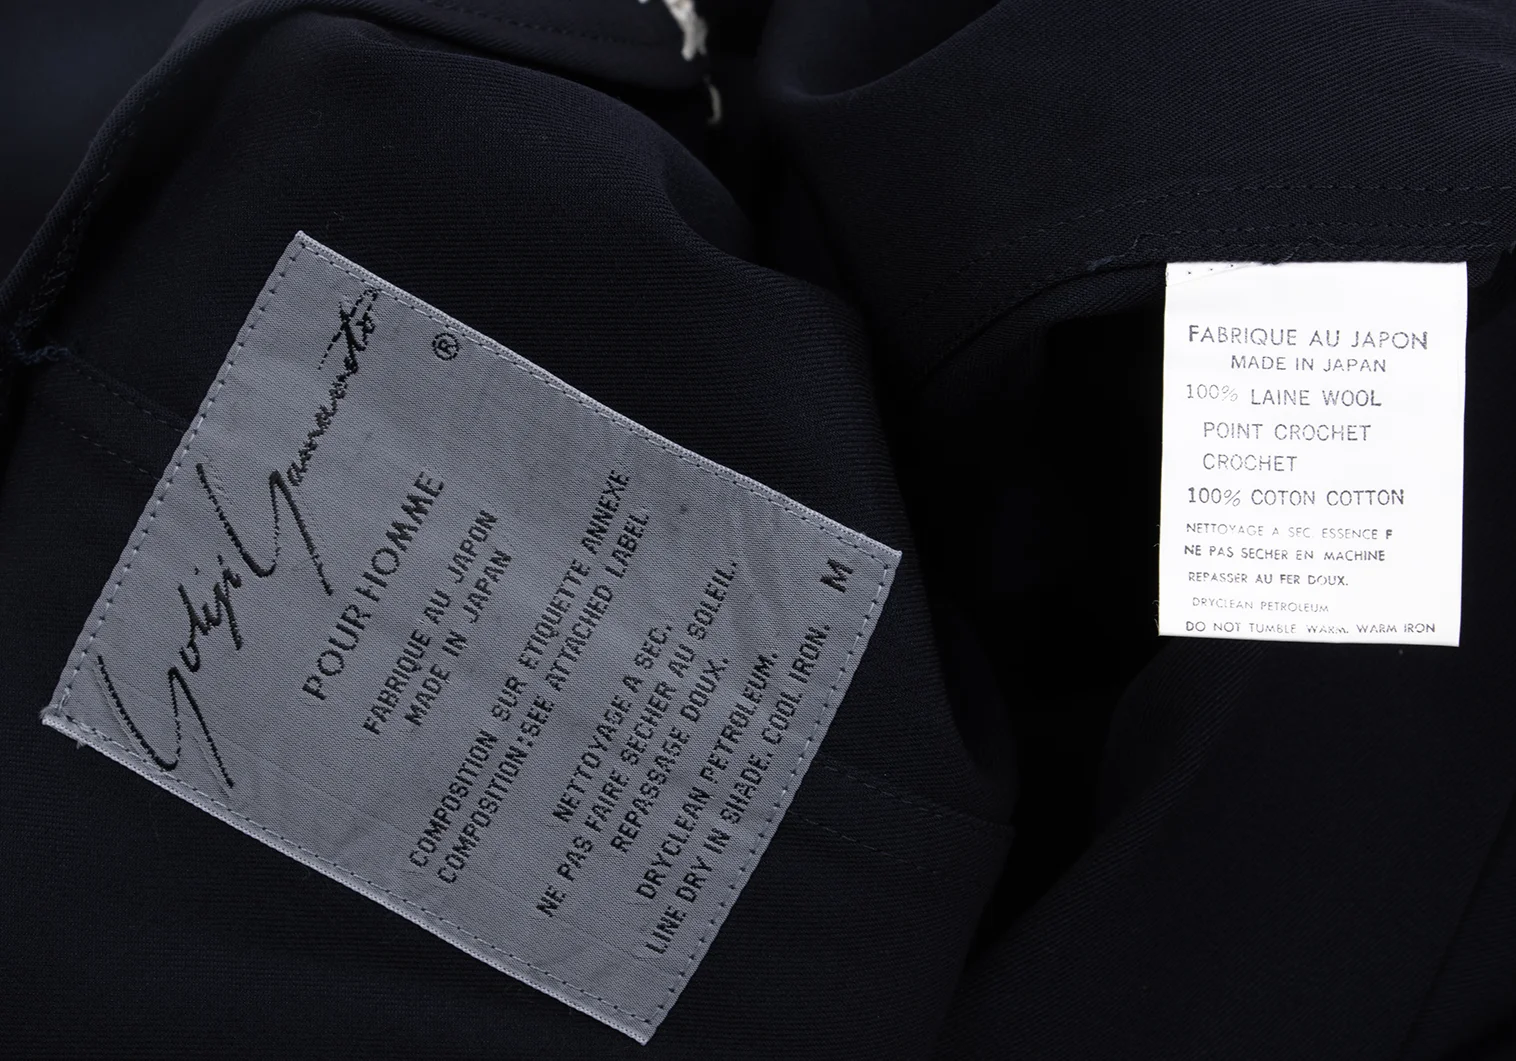 Yohji Yamamoto
®
POUR HOMME
FABRIQUE AU JAPON
MADE IN JAPAN
COMPOSITION SUR ETIQUETTE ANNEXE
COMPOSITION:SEE ATTACHED LABEL.
NETTOYAGE A SEC.
NE PAS FAIRE SECHER AU SOLEIL.
REPASSAGE DOUX.
DRYCLEAN PETROLEUM.
LINE DRY IN SHADE. COOL IRON.
M
FABRIQUE AU JAPON
MADE IN JAPAN
100% LAINE WOOL
POINT CROCHET
CROCHET
100% COTON COTTON
NETTOYAGE A SEC. ESSENCE F
NE PAS SECHER EN MACHINE
REPASSER AU FER DOUX.
DRYCLEAN PETROLEUM
DO NOT TUMBLE WARM. WARM IRON